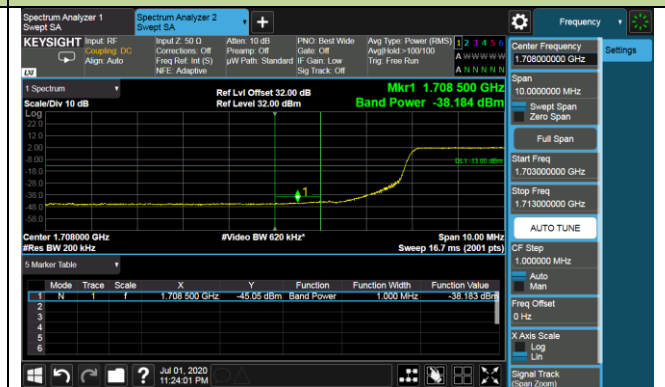 Spectrum Analyzer 1
Swept SA
Spectrum Analyzer 2
Swept SA
Frequency
KEYSIGHT
Input: RF
Coupling: DC
Align: Auto
Input Z: 50 Ω
Corrections: Off
Freq Ref: Int (S)
NFE: Adaptive
Atten: 10 dB
Preamp: Off
µW Path: Standard
PNO: Best Wide
Gate: Off
IF Gain: Low
Sig Track: Off
Avg Type: Power (RMS)
Avg|Hold:>100/100
Trig: Free Run
1 2 3 4 5 6
A W W W W W
A N N N N N
LXI
1 Spectrum
Scale/Div 10 dB
Log
Ref Lvl Offset 32.00 dB
Ref Level 32.00 dBm
Mkr1 1.708 500 GHz
Band Power -38.184 dBm
22.0
12.0
2.00
-8.00
-18.0
-28.0
-38.0
-48.0
-58.0
DL1 -13.00 dBm
1
Center 1.708000 GHz
#Res BW 200 kHz
#Video BW 620 kHz*
Span 10.00 MHz
Sweep 16.7 ms (2001 pts)
5 Marker Table
Mode Trace Scale X Y Function Function Width Function Value
1 N 1 f 1.708 500 GHz -45.05 dBm Band Power 1.000 MHz -38.183 dBm
2
3
4
5
6
Jul 01, 2020
11:24:01 PM
Center Frequency
1.708000000 GHz
Settings
Span
10.0000000 MHz
Swept Span
Zero Span
Full Span
Start Freq
1.703000000 GHz
Stop Freq
1.713000000 GHz
AUTO TUNE
CF Step
1.000000 MHz
Auto
Man
Freq Offset
0 Hz
X Axis Scale
Log
Lin
Signal Track
(Span Zoom)